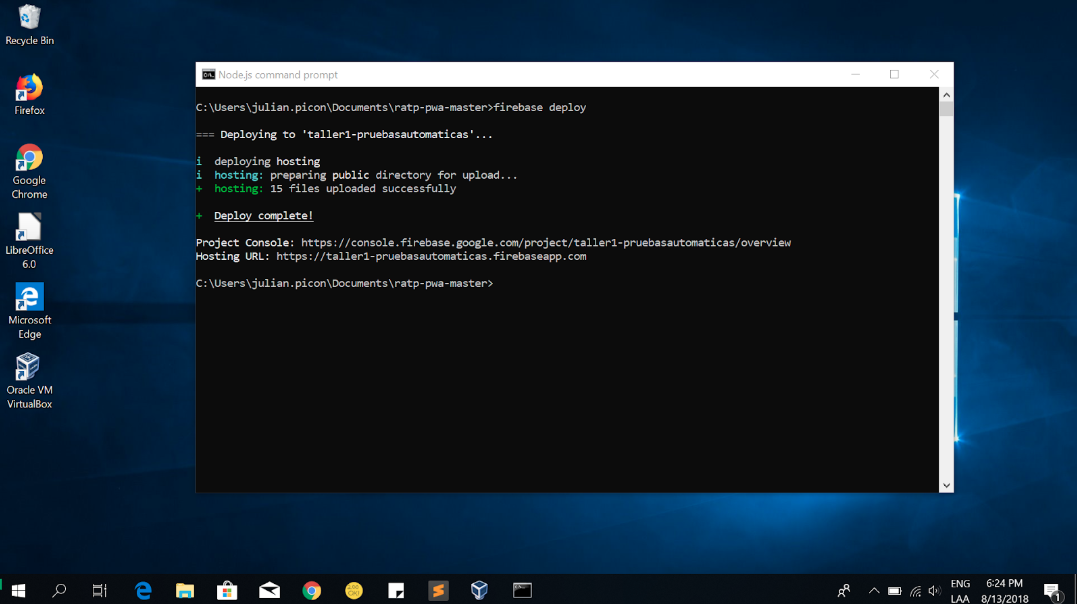 Recycle Bin
Firefox
Google
Chrome
LibreOffice
6.0
Microsoft
Edge
Oracle VM
VirtualBox
Node.js command prompt
C:\Users\julian.picon\Documents\ratp-pwa-master>firebase deploy
=== Deploying to 'taller1-pruebasautomaticas'...
i deploying hosting
i hosting: preparing public directory for upload...
+ hosting: 15 files uploaded successfully
+ Deploy complete!
Project Console: https://console.firebase.google.com/project/taller1-pruebasautomaticas/overview
Hosting URL: https://taller1-pruebasautomaticas.firebaseapp.com
C:\Users\julian.picon\Documents\ratp-pwa-master>
ENG
LAA
6:24 PM
8/13/2018
1